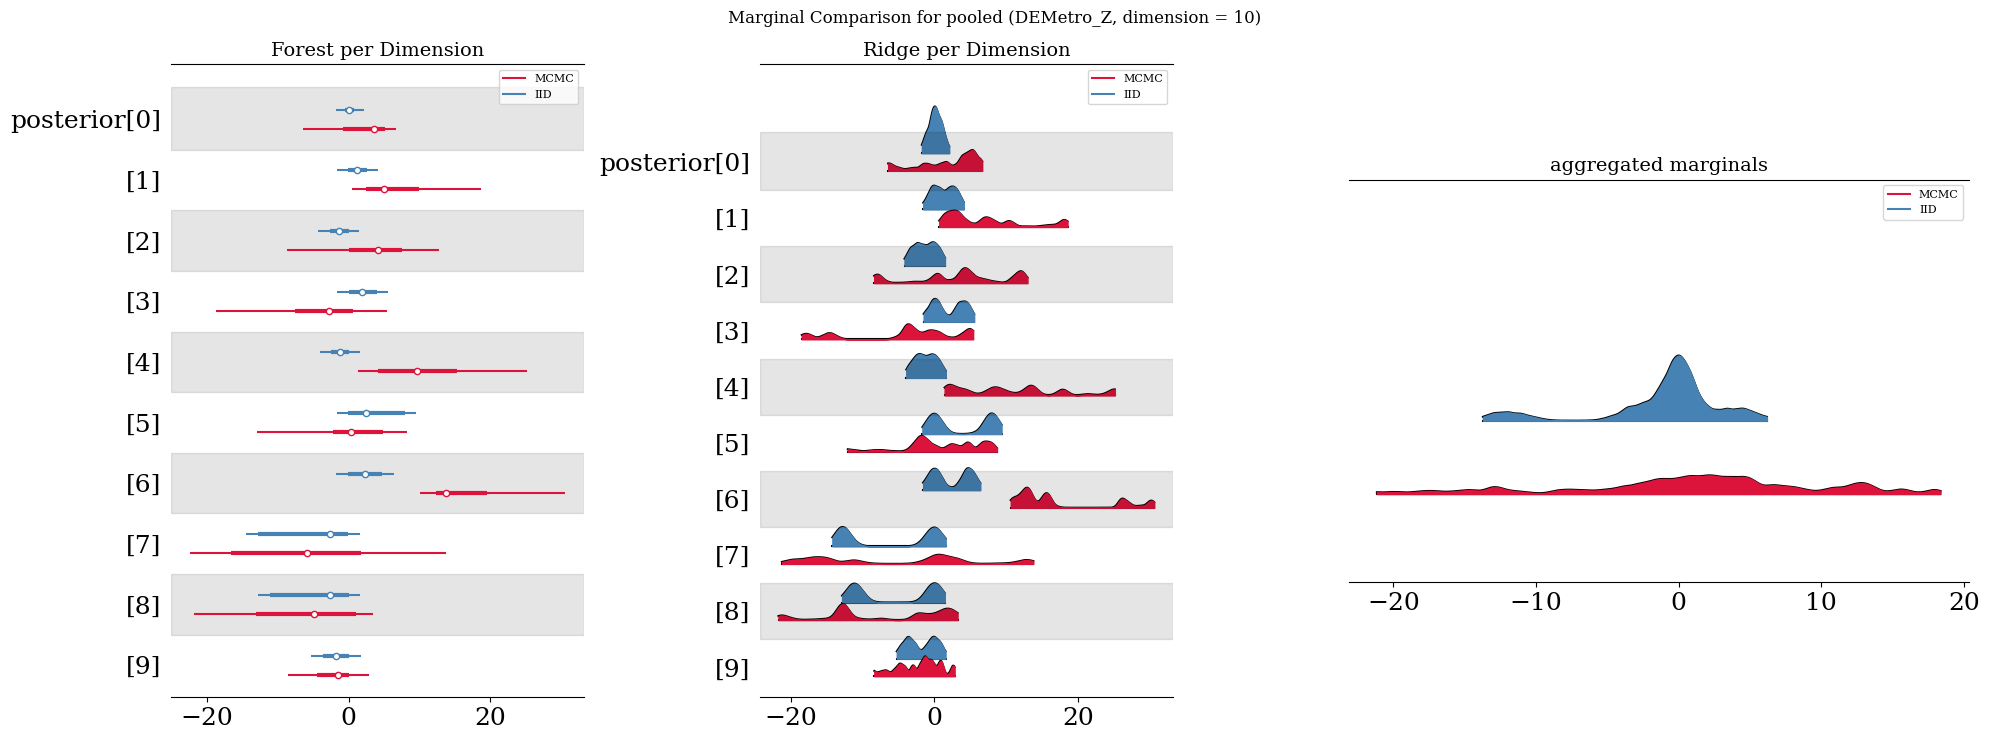 Marginal Comparison for pooled (DEMetro_Z, dimension = 10)
Forest per Dimension
MCMC
IID
posterior[0]
[1]
[2]
[3]
[4]
[5]
[6]
[7]
[8]
[9]
−20 0 20
Ridge per Dimension
MCMC
IID
posterior[0]
[1]
[2]
[3]
[4]
[5]
[6]
[7]
[8]
[9]
−20 0 20
aggregated marginals
MCMC
IID
−20 −10 0 10 20